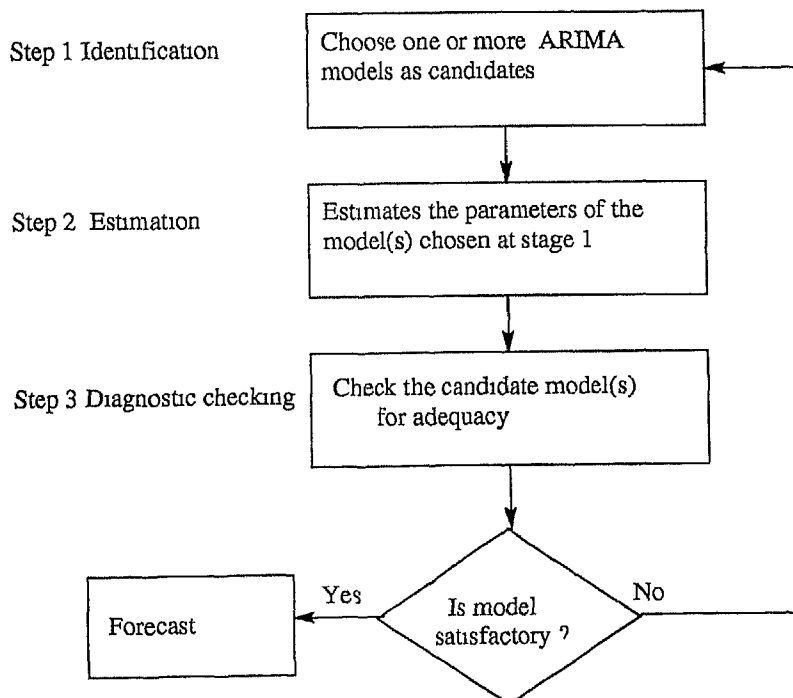 Step 1 Identification
Choose one or more ARIMA
models as candidates
Step 2 Estimation
Estimates the parameters of the
model(s) chosen at stage 1
Step 3 Diagnostic checking
Check the candidate model(s)
for adequacy
Yes
No
Is model
satisfactory ?
Forecast